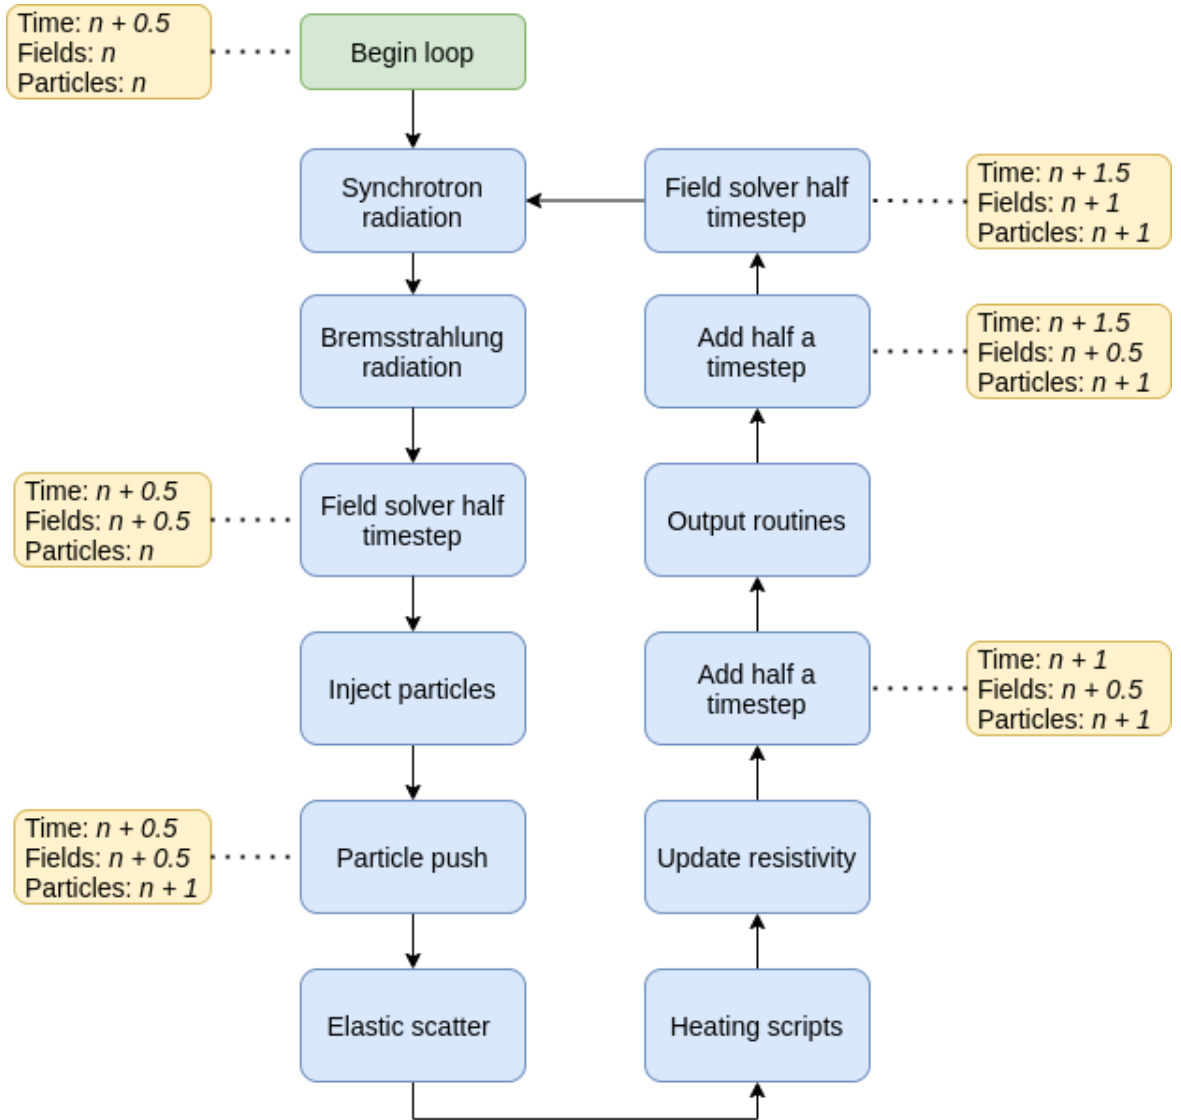 Time: n + 0.5
Fields: n
Particles: n
Begin loop
Synchrotron
radiation
Bremsstrahlung
radiation
Time: n + 0.5
Fields: n + 0.5
Particles: n
Field solver half
timestep
Inject particles
Time: n + 0.5
Fields: n + 0.5
Particles: n + 1
Particle push
Elastic scatter
Heating scripts
Update resistivity
Add half a
timestep
Time: n + 1
Fields: n + 0.5
Particles: n + 1
Output routines
Add half a
timestep
Time: n + 1.5
Fields: n + 0.5
Particles: n + 1
Field solver half
timestep
Time: n + 1.5
Fields: n + 1
Particles: n + 1